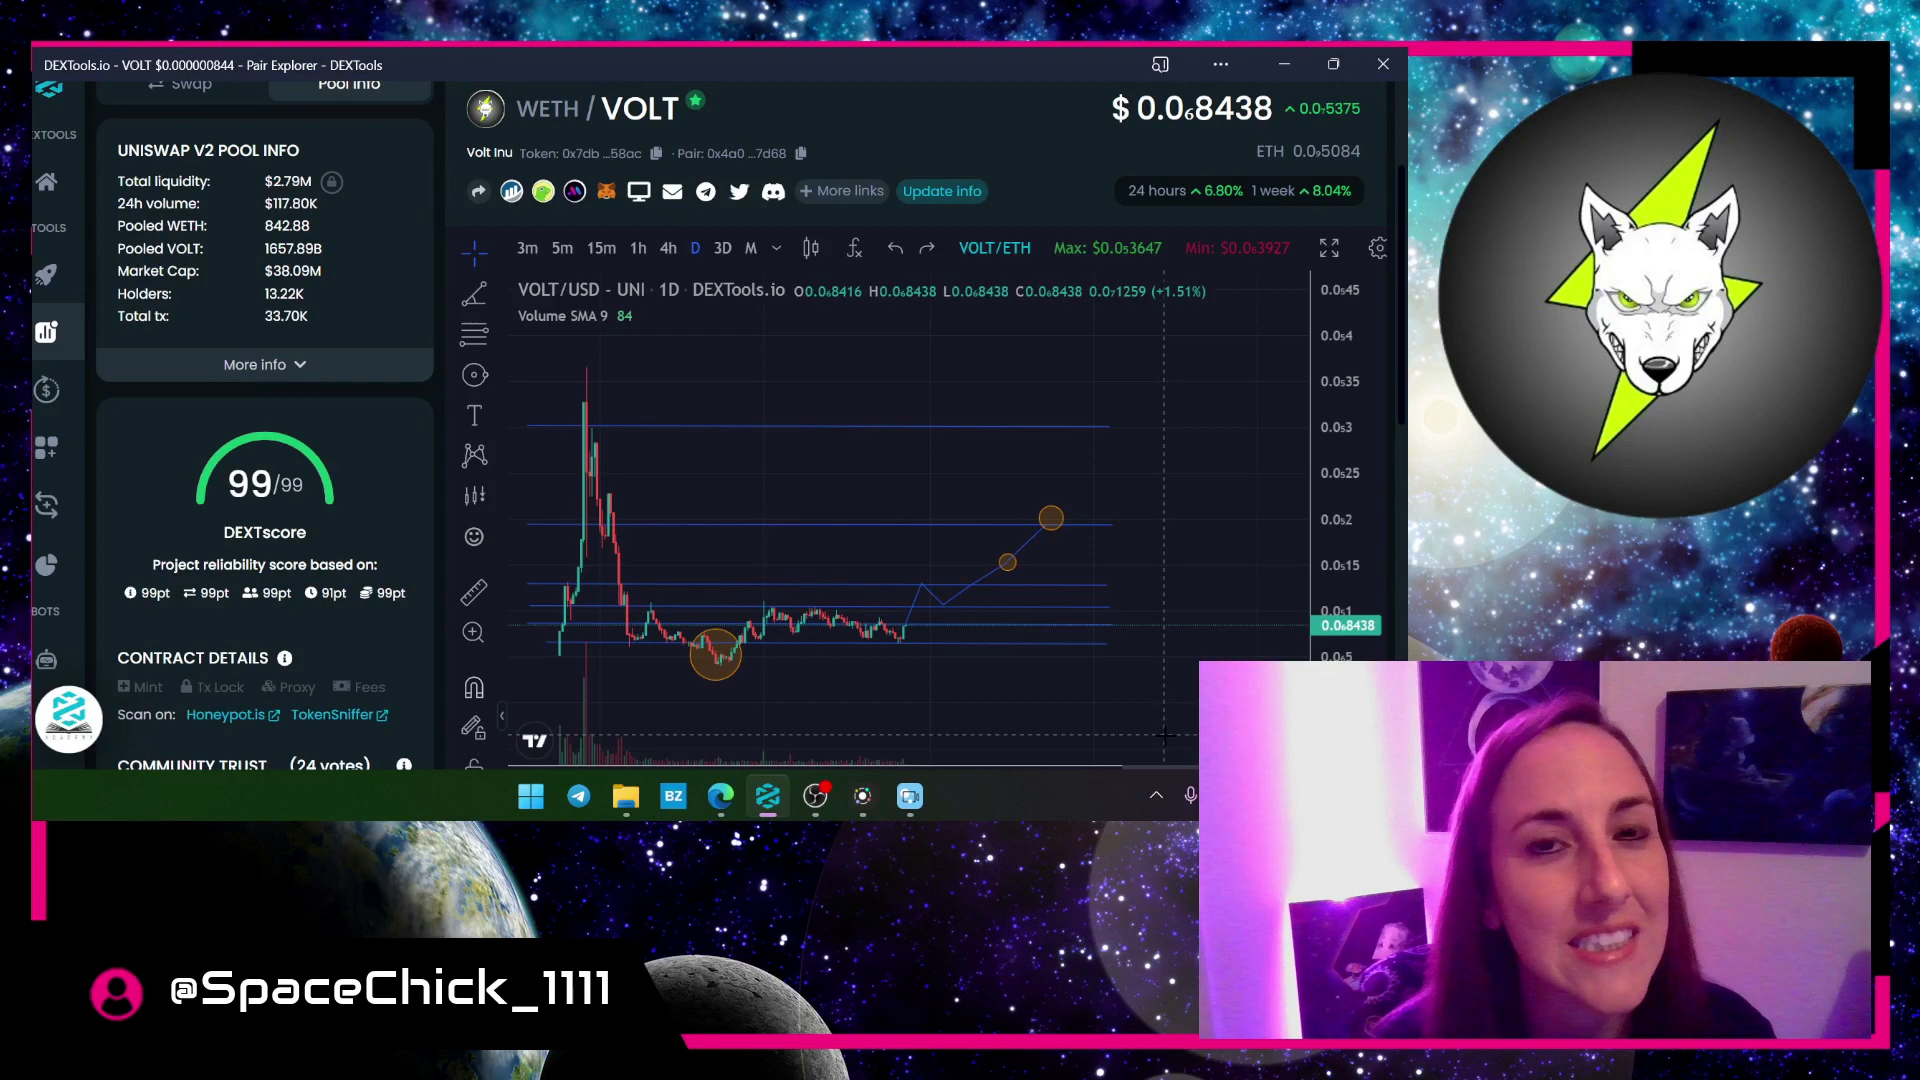 DEXTools.io - VOLT $0.000000844 - Pair Explorer - DEXTools
Swap
Pool info
EXTOOLS
TOOLS
BOTS
UNISWAP V2 POOL INFO
Total liquidity: $2.79M
24h volume: $117.80K
Pooled WETH: 842.88
Pooled VOLT: 1657.89B
Market Cap: $38.09M
Holders: 13.22K
Total tx: 33.70K
More info
99/99
DEXTscore
Project reliability score based on:
99pt 99pt 99pt 91pt 99pt
CONTRACT DETAILS
Mint Tx Lock Proxy Fees
Scan on: Honeypot.is TokenSniffer
COMMUNITY TRUST (24 votes)
ACADEMY
WETH / VOLT
$ 0.0₆8438 0.0₇5375
Volt Inu Token: 0x7db ...58ac · Pair: 0x4a0 ...7d68
ETH 0.0₉5084
+ More links
Update info
24 hours 6.80% 1 week 8.04%
3m 5m 15m 1h 4h D 3D M
VOLT/ETH Max: $0.0₅3647 Min: $0.0₆3927
VOLT/USD - UNI · 1D · DEXTools.io O0.0₆8416 H0.0₆8438 L0.0₆8438 C0.0₆8438 0.0₇1259 (+1.51%)
Volume SMA 9 84
0.0₅45
0.0₅4
0.0₅35
0.0₅3
0.0₅25
0.0₅2
0.0₅15
0.0₅1
0.0₆8438
0.0₆5
BZ
@SpaceChick_1111